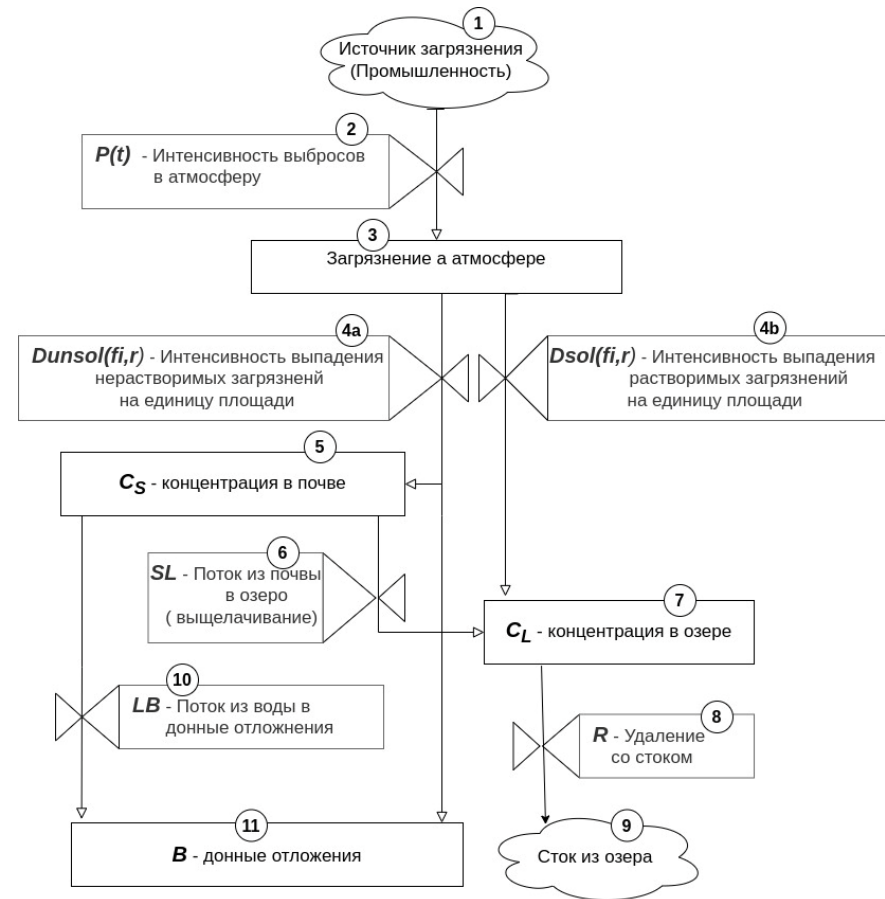 1
Источник загрязнения
(Промышленность)
2
P(t) - Интенсивность выбросов
в атмосферу
3
Загрязнение а атмосфере
4a
Dunsol(fi,r) - Интенсивность выпадения
нерастворимых загрязненй
на единицу площади
4b
Dsol(fi,r) - Интенсивность выпадения
растворимых загрязнений
на единицу площади
5
CS - концентрация в почве
6
SL - Поток из почвы
в озеро
( выщелачивание)
7
CL - концентрация в озере
10
LB - Поток из воды в
донные отложнения
8
R - Удаление
со стоком
11
B - донные отложения
9
Сток из озера